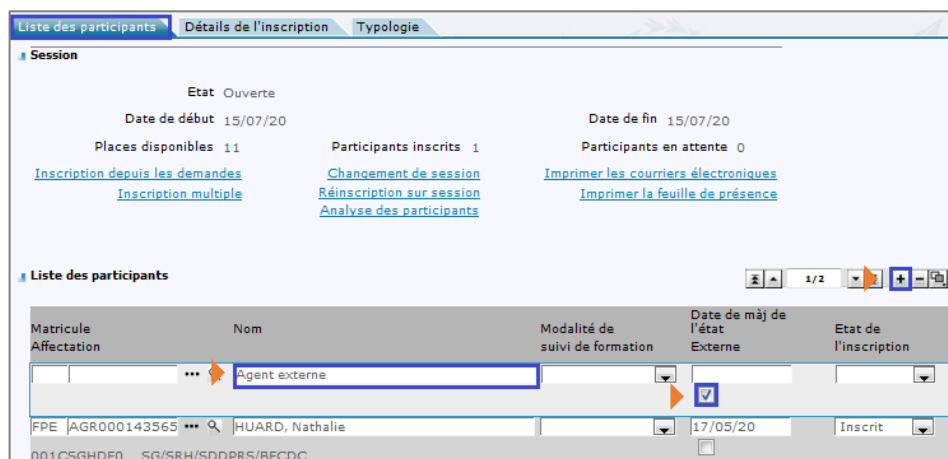 Liste des participants Détails de l'inscription Typologie
Session
Etat Ouverte
Date de début 15/07/20 Date de fin 15/07/20
Places disponibles 11 Participants inscrits 1 Participants en attente 0
Inscription depuis les demandes Changement de session Imprimer les courriers électroniques
Inscription multiple Réinscription sur session Imprimer la feuille de présence
Analyse des participants
Liste des participants 1/2
Matricule Nom Modalité de suivi de formation Date de màj de l'état Etat de l'inscription
Affectation Externe
Agent externe
FPE AGR000143565 HUARD, Nathalie 17/05/20 Inscrit
SG/SRH/SDDPRS/BFCDC